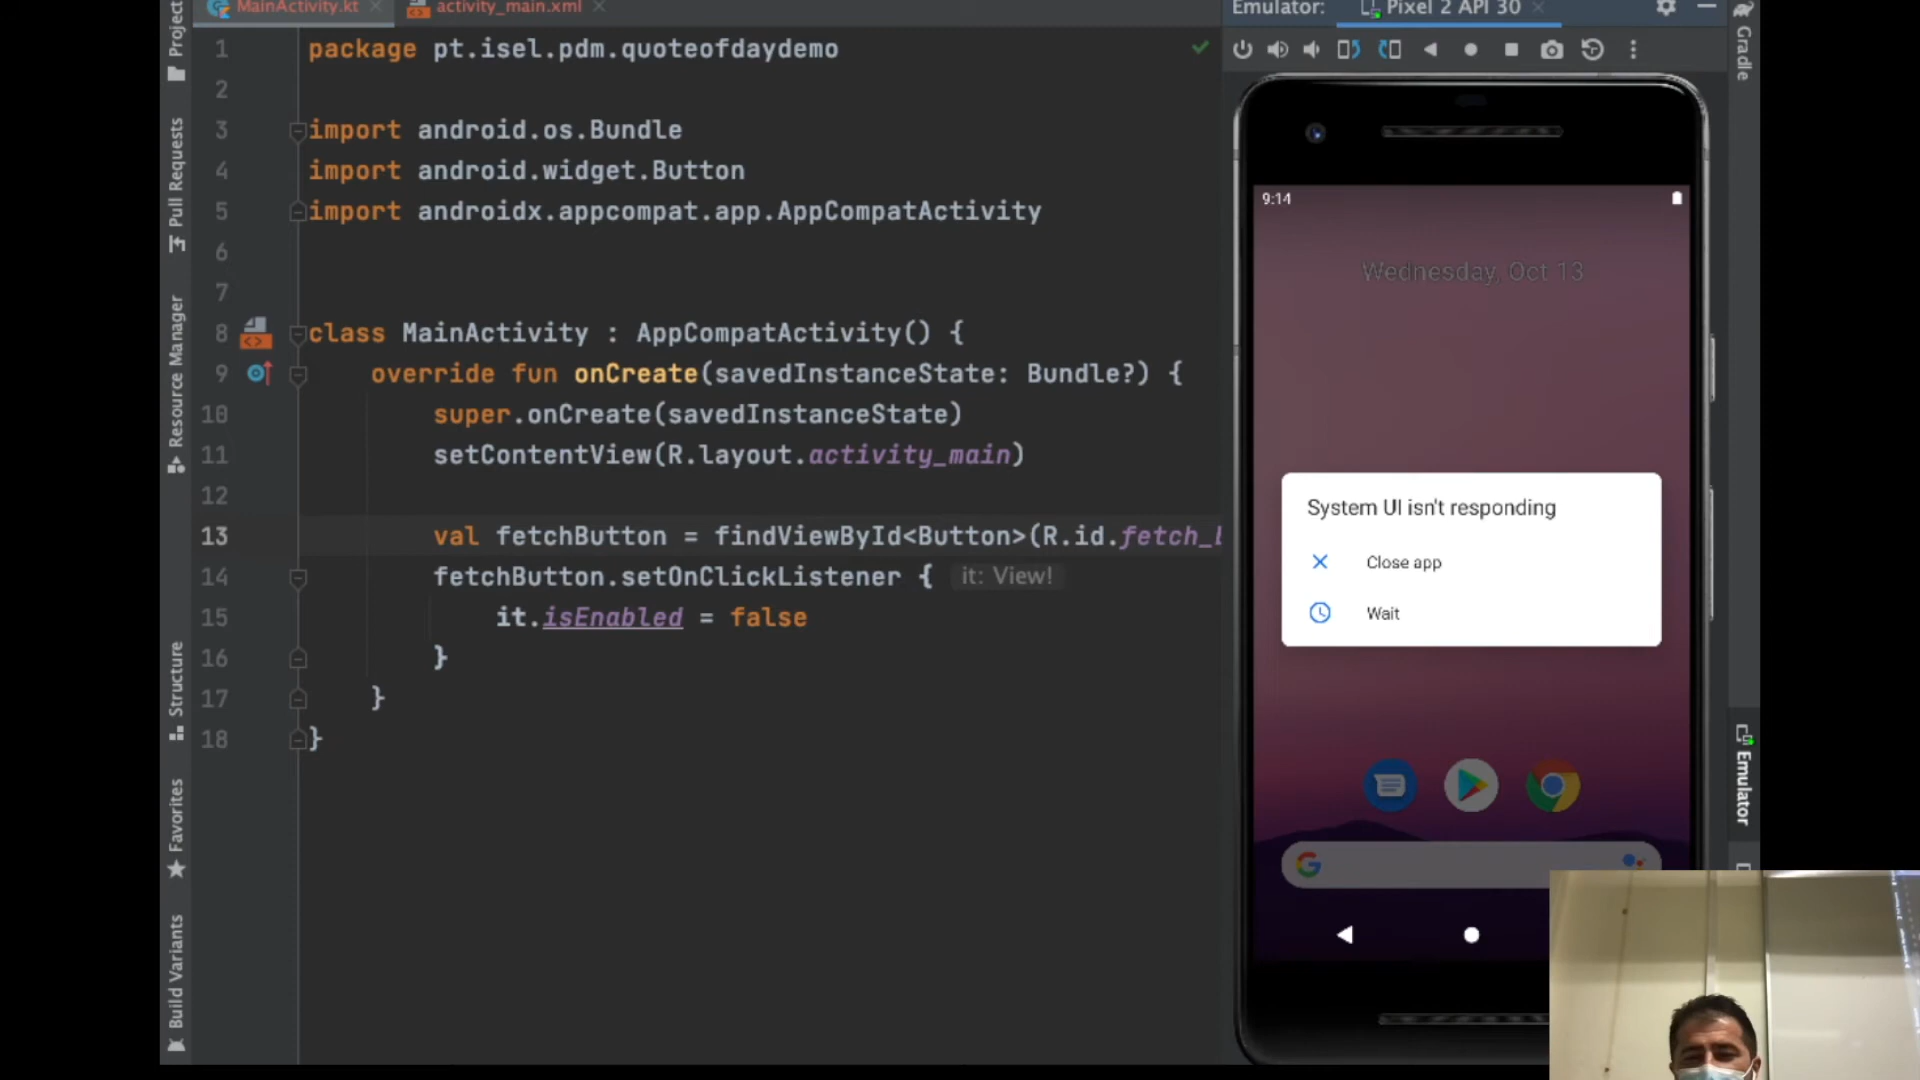 MainActivity.kt
activity_main.xml
Emulator:
Pixel 2 API 30
Project
Pull Requests
Resource Manager
Structure
Favorites
Build Variants
1 package pt.isel.pdm.quoteofdaydemo
2
3 import android.os.Bundle
4 import android.widget.Button
5 import androidx.appcompat.app.AppCompatActivity
6
7
8 class MainActivity : AppCompatActivity() {
9 override fun onCreate(savedInstanceState: Bundle?) {
10 super.onCreate(savedInstanceState)
11 setContentView(R.layout.activity_main)
12
13 val fetchButton = findViewById<Button>(R.id.fetch_
14 fetchButton.setOnClickListener { it: View!
15 it.isEnabled = false
16 }
17 }
18 }
9:14
Wednesday, Oct 13
System UI isn't responding
Close app
Wait
Gradle
Emulator